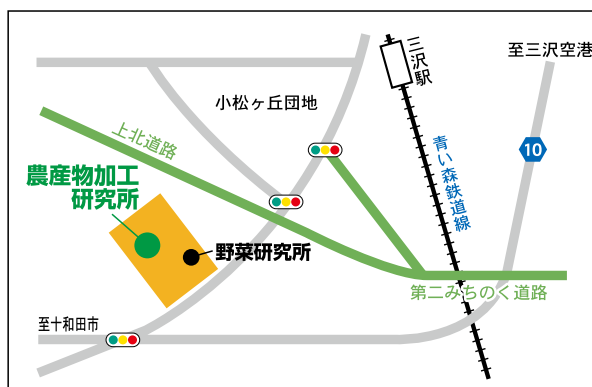 三沢駅
至三沢空港
小松ヶ丘団地
上北道路
10
青い森鉄道線
農産物加工
研究所
野菜研究所
第二みちのく道路
至十和田市